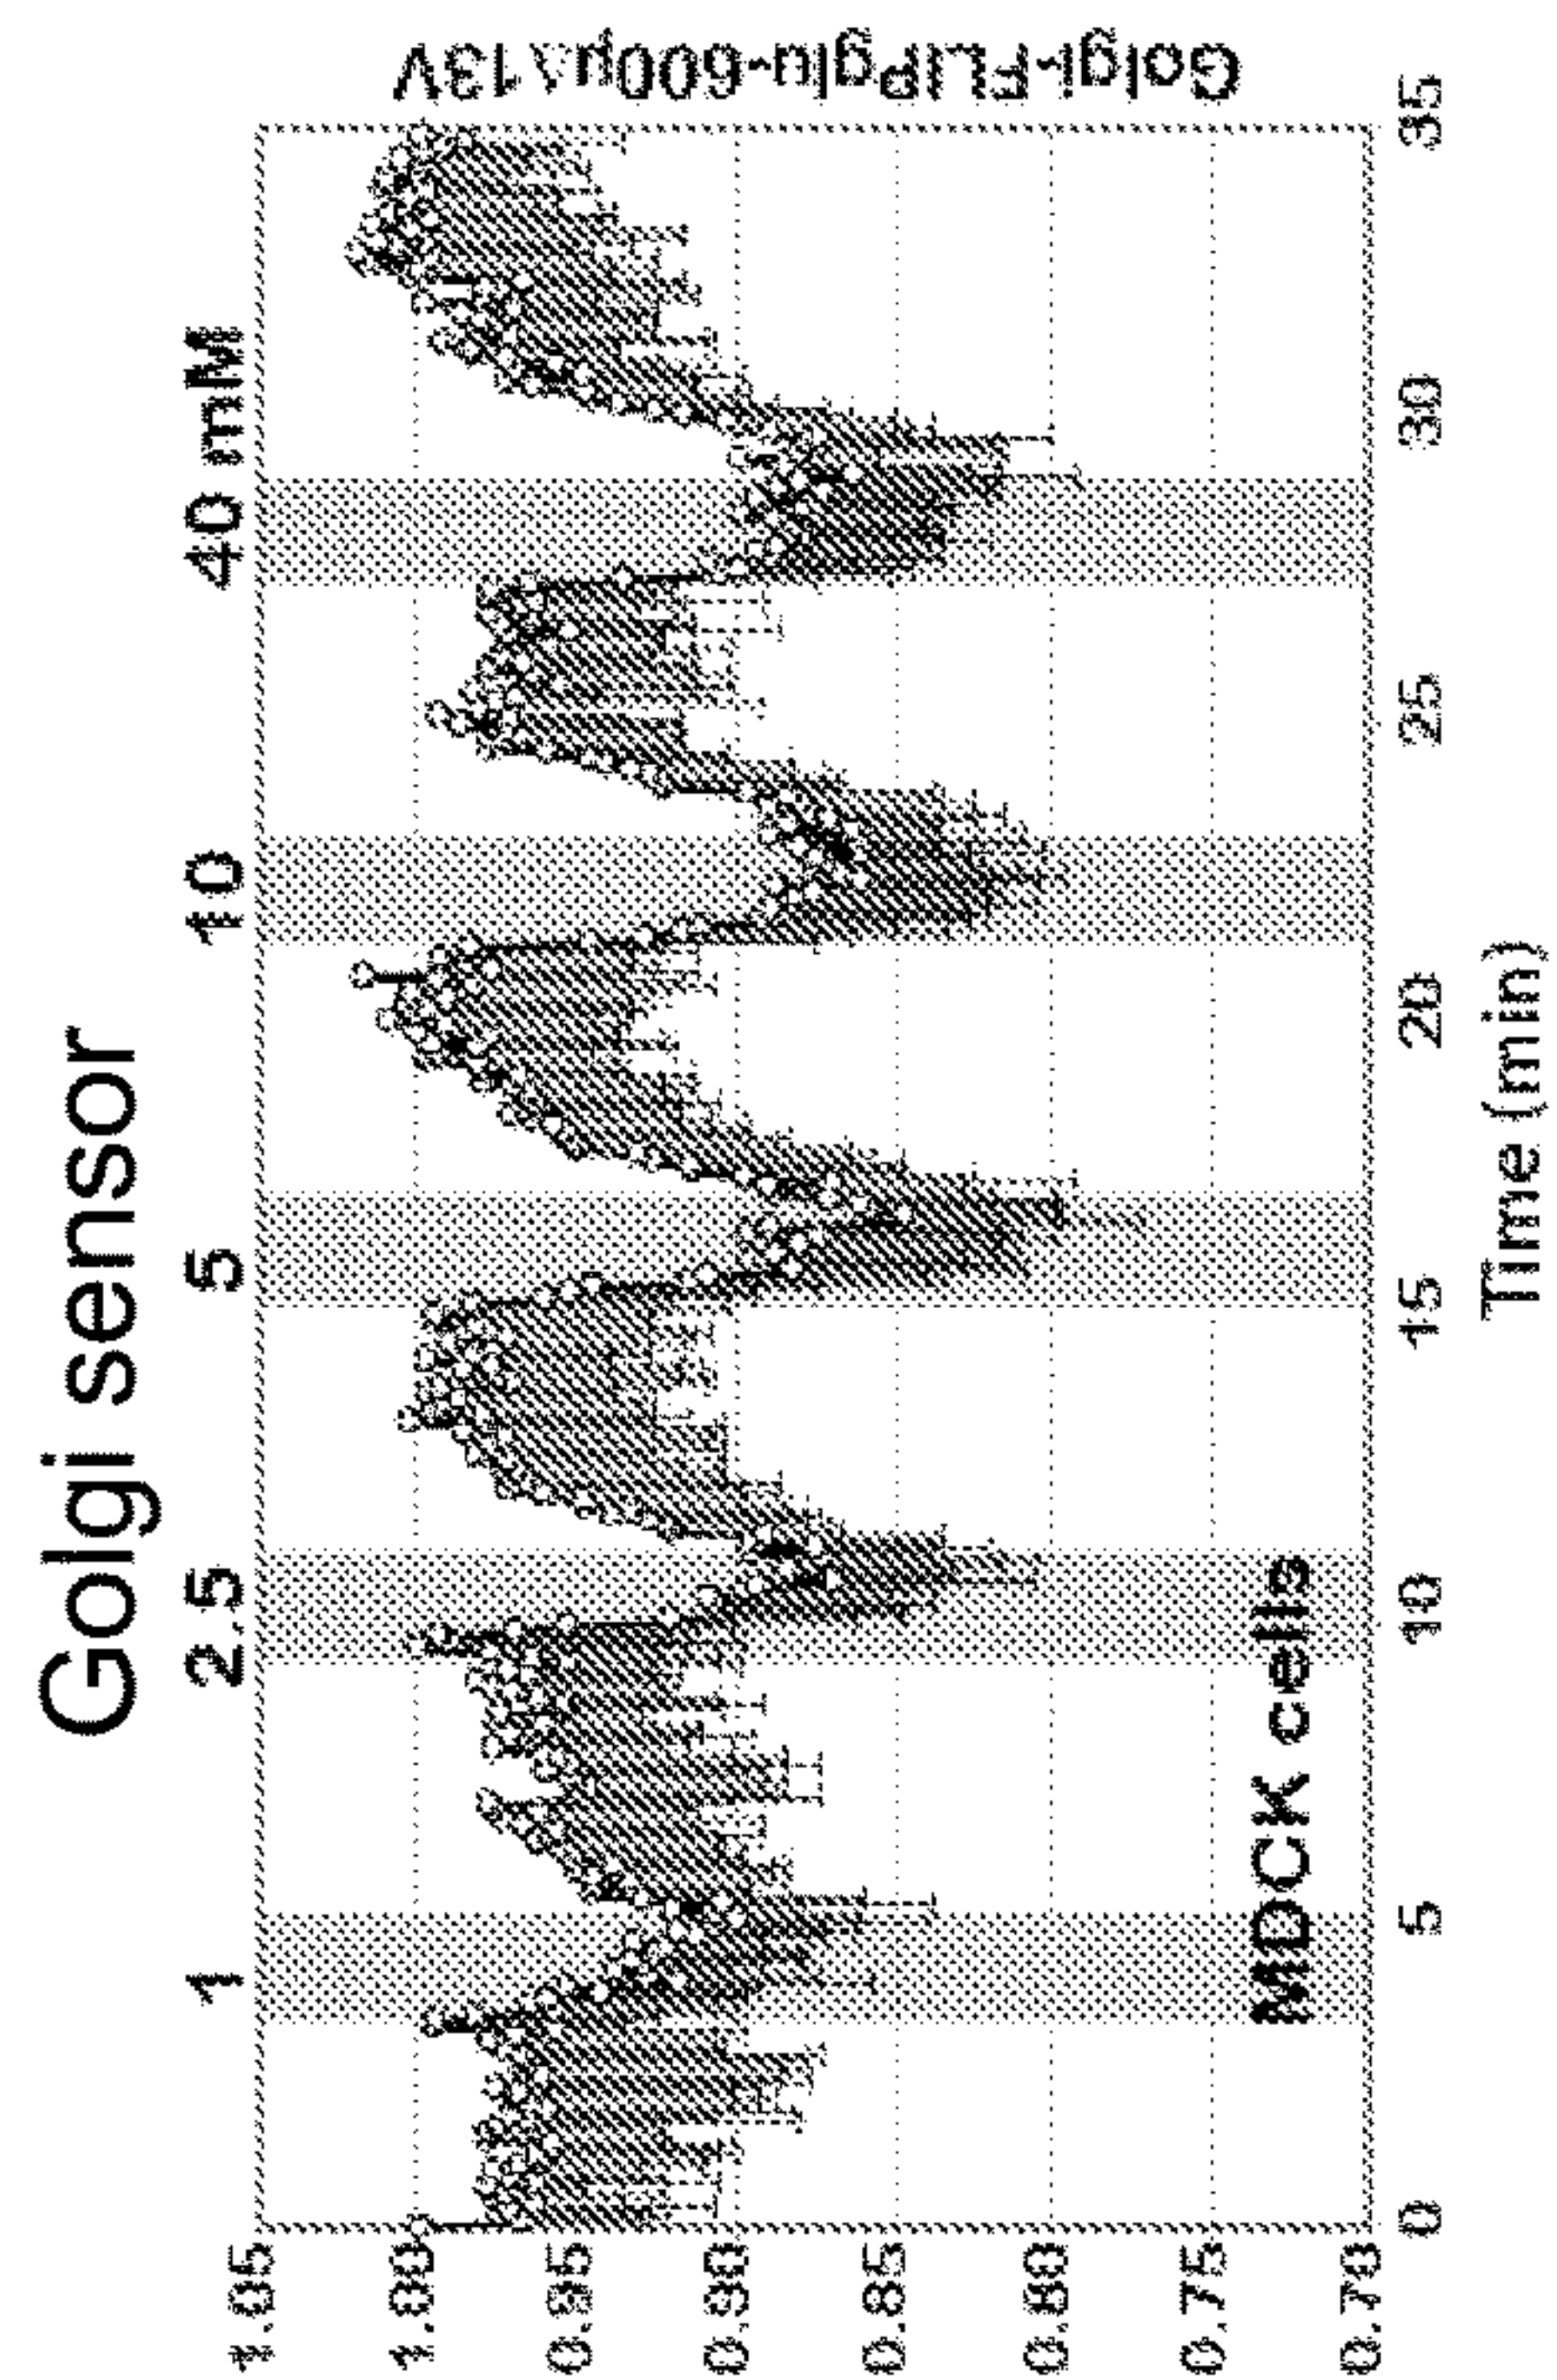 Golgi sensor
1 2.5 5 10 40 mM
1.05
1.00
0.95
0.90
0.85
0.80
0.75
0.70
MDCK cells
0 5 10 15 20 25 30 35
Time (min)
Golgi-FLIPglu-600µ∆13V